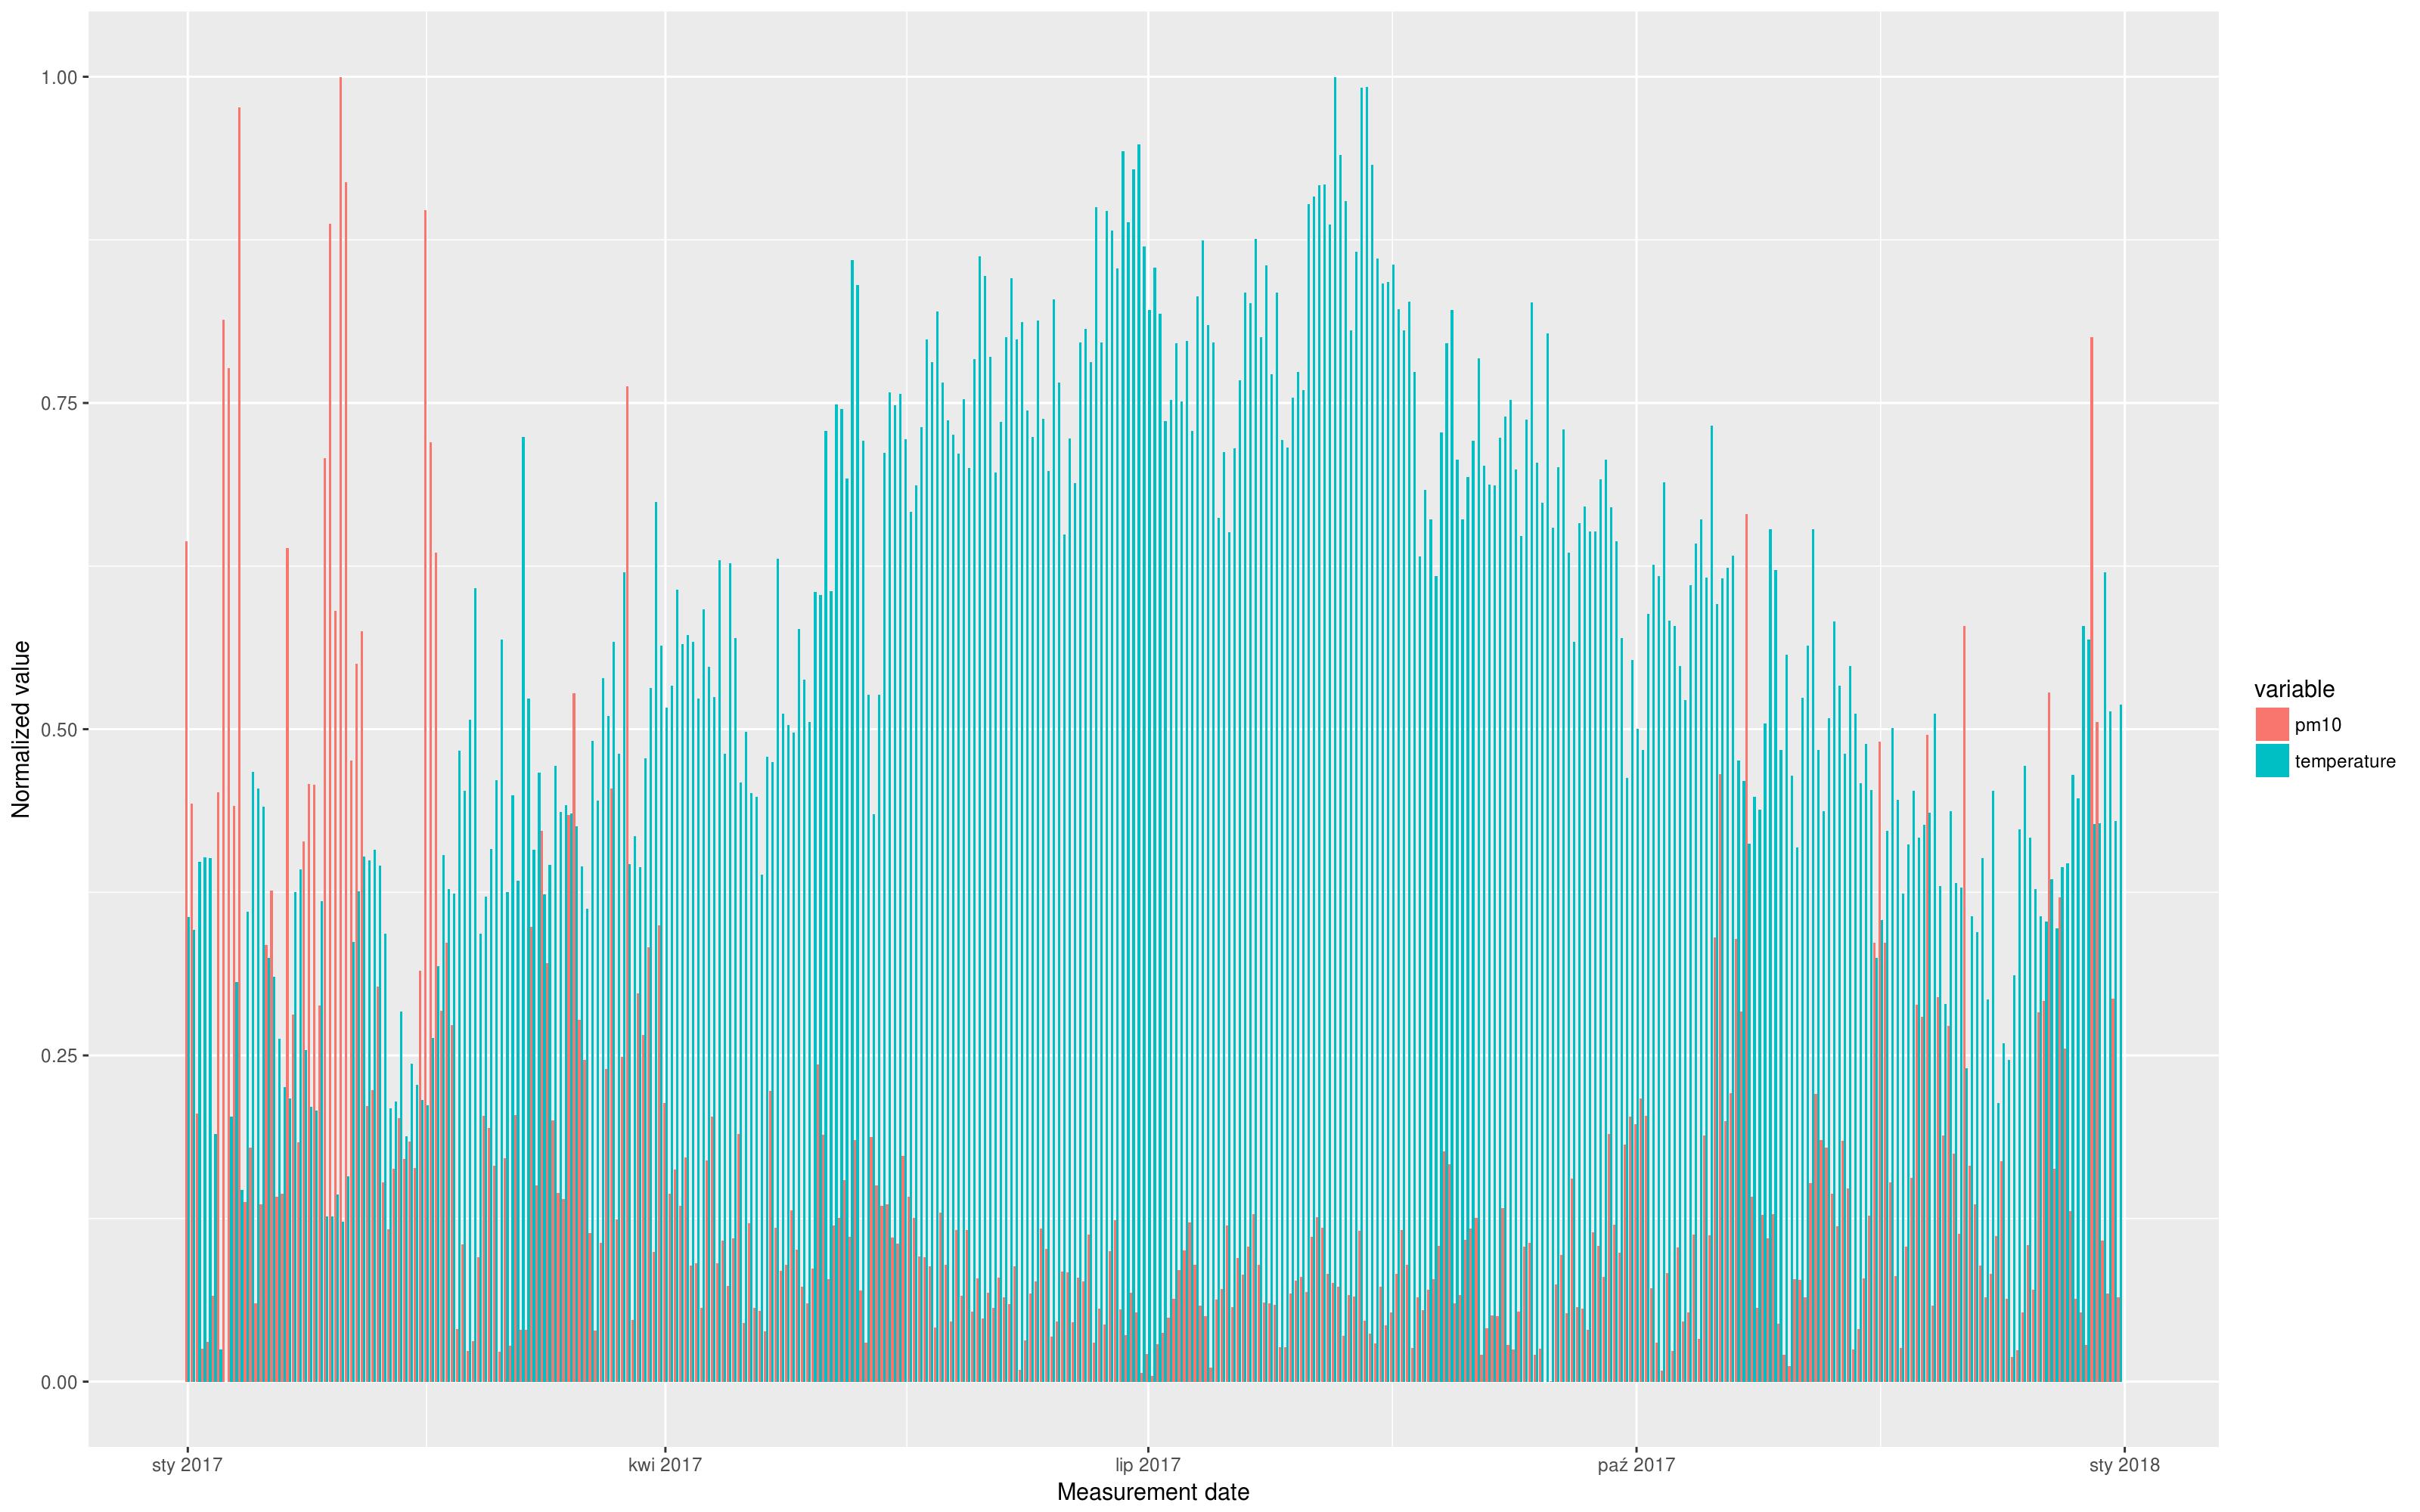 Normalized value
1.00
0.75
0.50
0.25
0.00
sty 2017
kwi 2017
lip 2017
paź 2017
sty 2018
Measurement date
variable
pm10
temperature